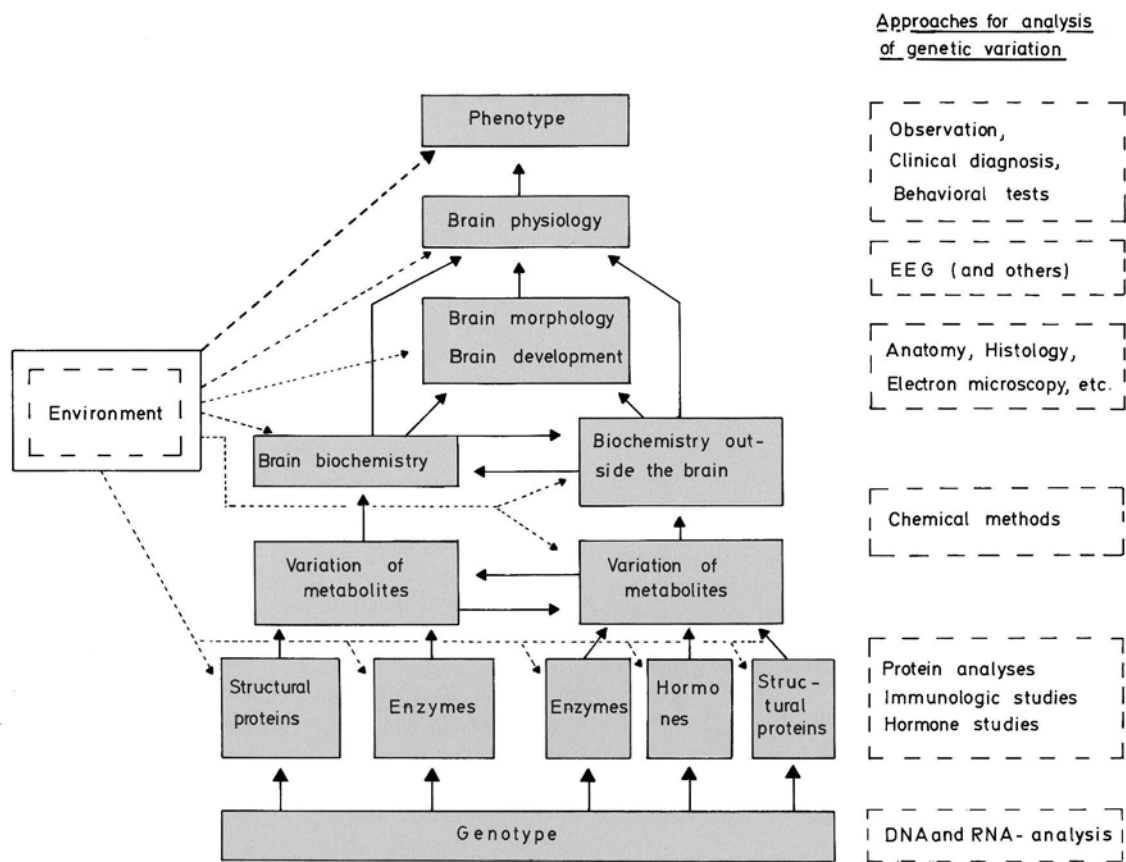 Approaches for analysis
of genetic variation
Phenotype
Observation,
Clinical diagnosis,
Behavioral tests
Brain physiology
EEG (and others)
Brain morphology
Brain development
Anatomy, Histology,
Electron microscopy, etc.
Environment
Brain biochemistry
Biochemistry out-
side the brain
Chemical methods
Variation of
metabolites
Variation of
metabolites
Structural
proteins
Enzymes
Enzymes
Hormo
nes
Struc-
tural
proteins
Protein analyses
Immunologic studies
Hormone studies
Genotype
DNA and RNA-analysis